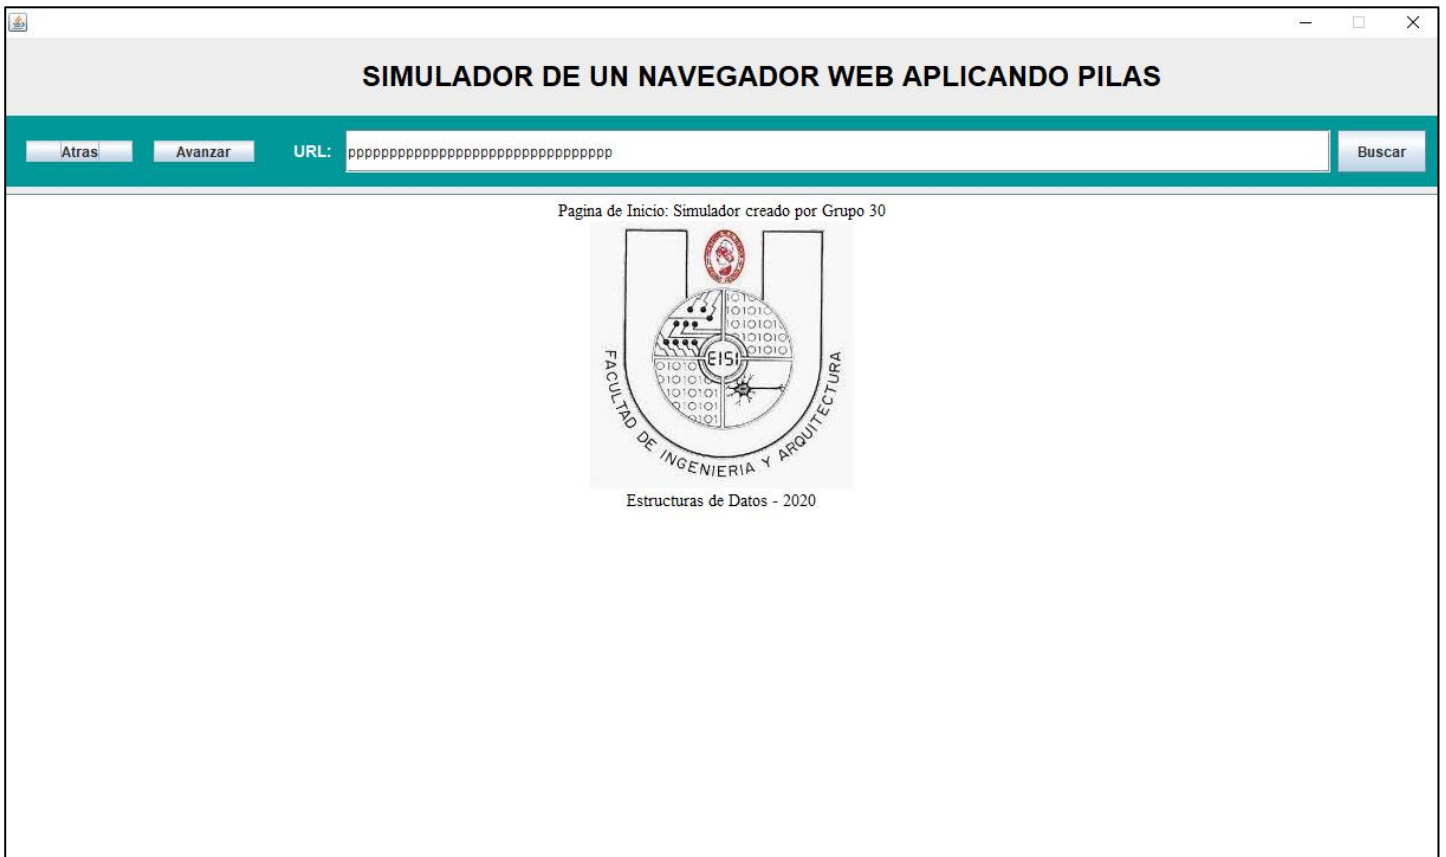 SIMULADOR DE UN NAVEGADOR WEB APLICANDO PILAS
Atras Avanzar URL: pppppppppppppppppppppppppppppppp Buscar
Pagina de Inicio: Simulador creado por Grupo 30
EISI
FACULTAD DE INGENIERIA Y ARQUITECTURA
Estructuras de Datos - 2020